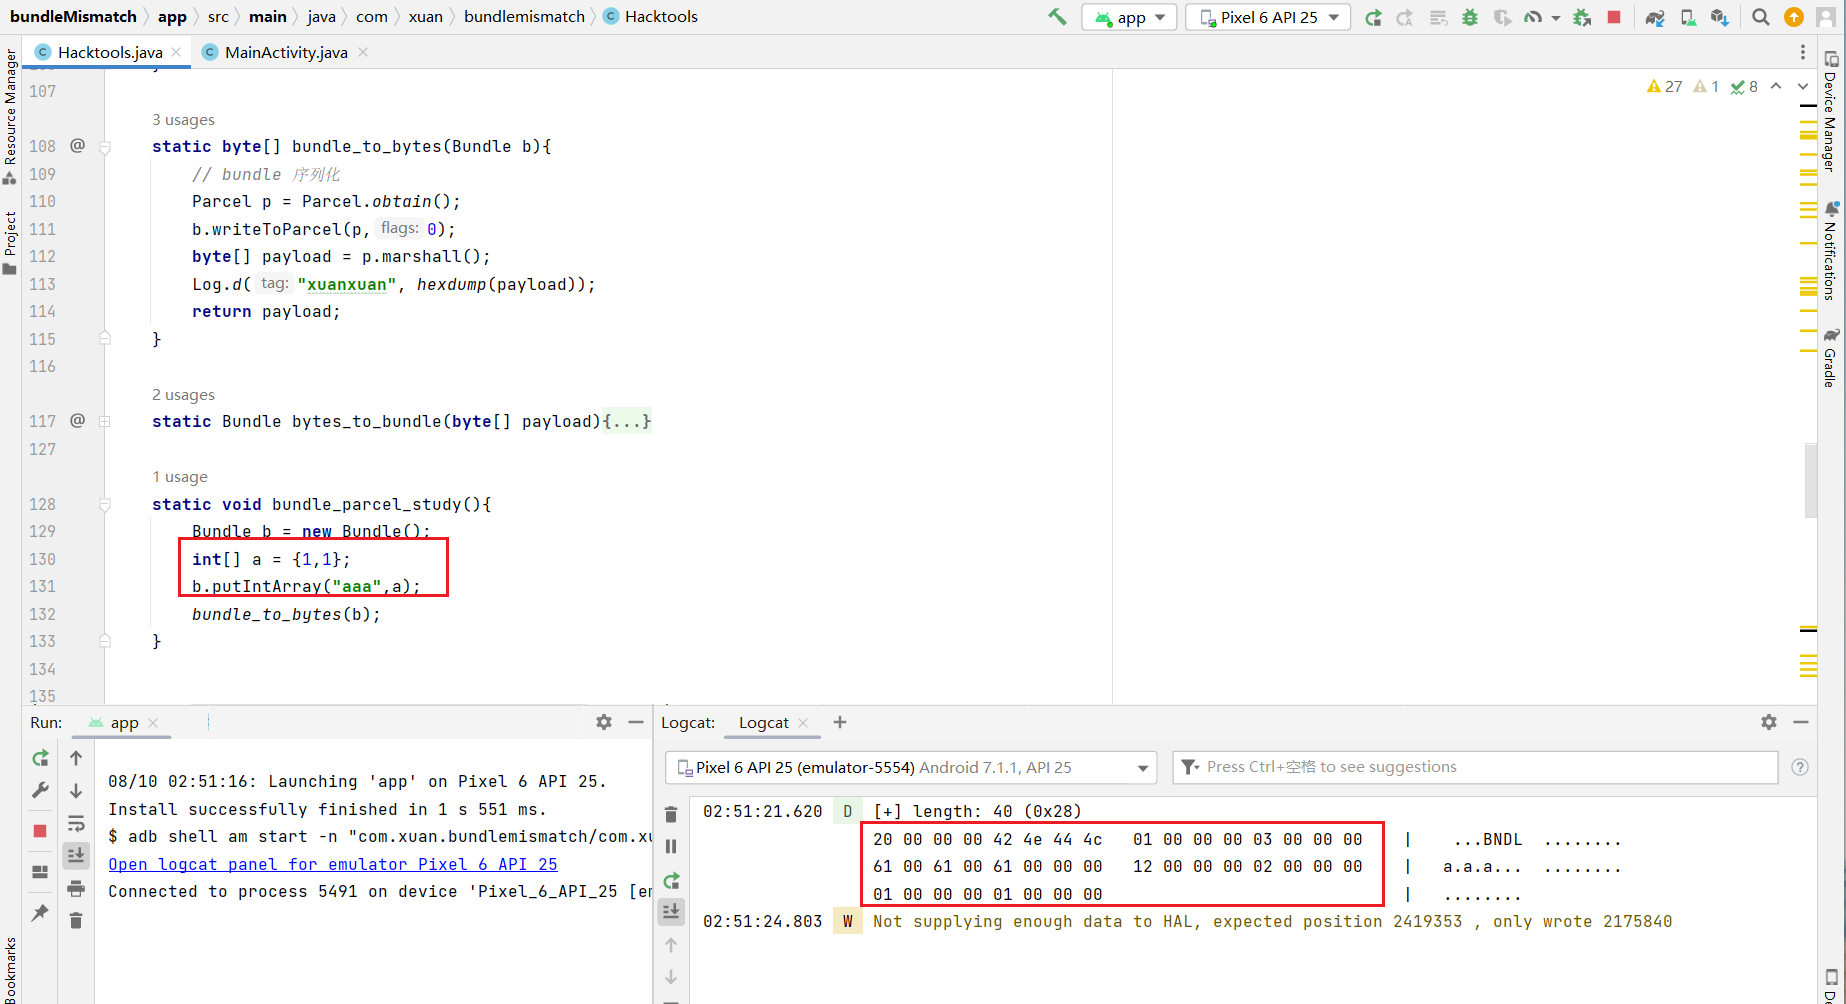 bundleMismatch app src main java com xuan bundlemismatch Hacktools
app Pixel 6 API 25
Hacktools.java MainActivity.java
Resource Manager
Project
Bookmarks
Device Manager
Notifications
Gradle
27 1 8
107
3 usages
108 @ static byte[] bundle_to_bytes(Bundle b){
109 // bundle 序列化
110 Parcel p = Parcel.obtain();
111 b.writeToParcel(p, flags: 0);
112 byte[] payload = p.marshall();
113 Log.d( tag: "xuanxuan", hexdump(payload));
114 return payload;
115 }
116
2 usages
117 @ static Bundle bytes_to_bundle(byte[] payload){...}
127
1 usage
128 static void bundle_parcel_study(){
129 Bundle b = new Bundle();
130 int[] a = {1,1};
131 b.putIntArray("aaa",a);
132 bundle_to_bytes(b);
133 }
134
135
Run: app
08/10 02:51:16: Launching 'app' on Pixel 6 API 25.
Install successfully finished in 1 s 551 ms.
$ adb shell am start -n "com.xuan.bundlemismatch/com.xu
Open logcat panel for emulator Pixel 6 API 25
Connected to process 5491 on device 'Pixel_6_API_25 [em
Logcat: Logcat
Pixel 6 API 25 (emulator-5554) Android 7.1.1, API 25
Press Ctrl+空格 to see suggestions
02:51:21.620 D [+] length: 40 (0x28)
20 00 00 00 42 4e 44 4c 01 00 00 00 03 00 00 00 | ...BNDL ........
61 00 61 00 61 00 00 00 12 00 00 00 02 00 00 00 | a.a.a... ........
01 00 00 00 01 00 00 00 | ........
02:51:24.803 W Not supplying enough data to HAL, expected position 2419353 , only wrote 2175840